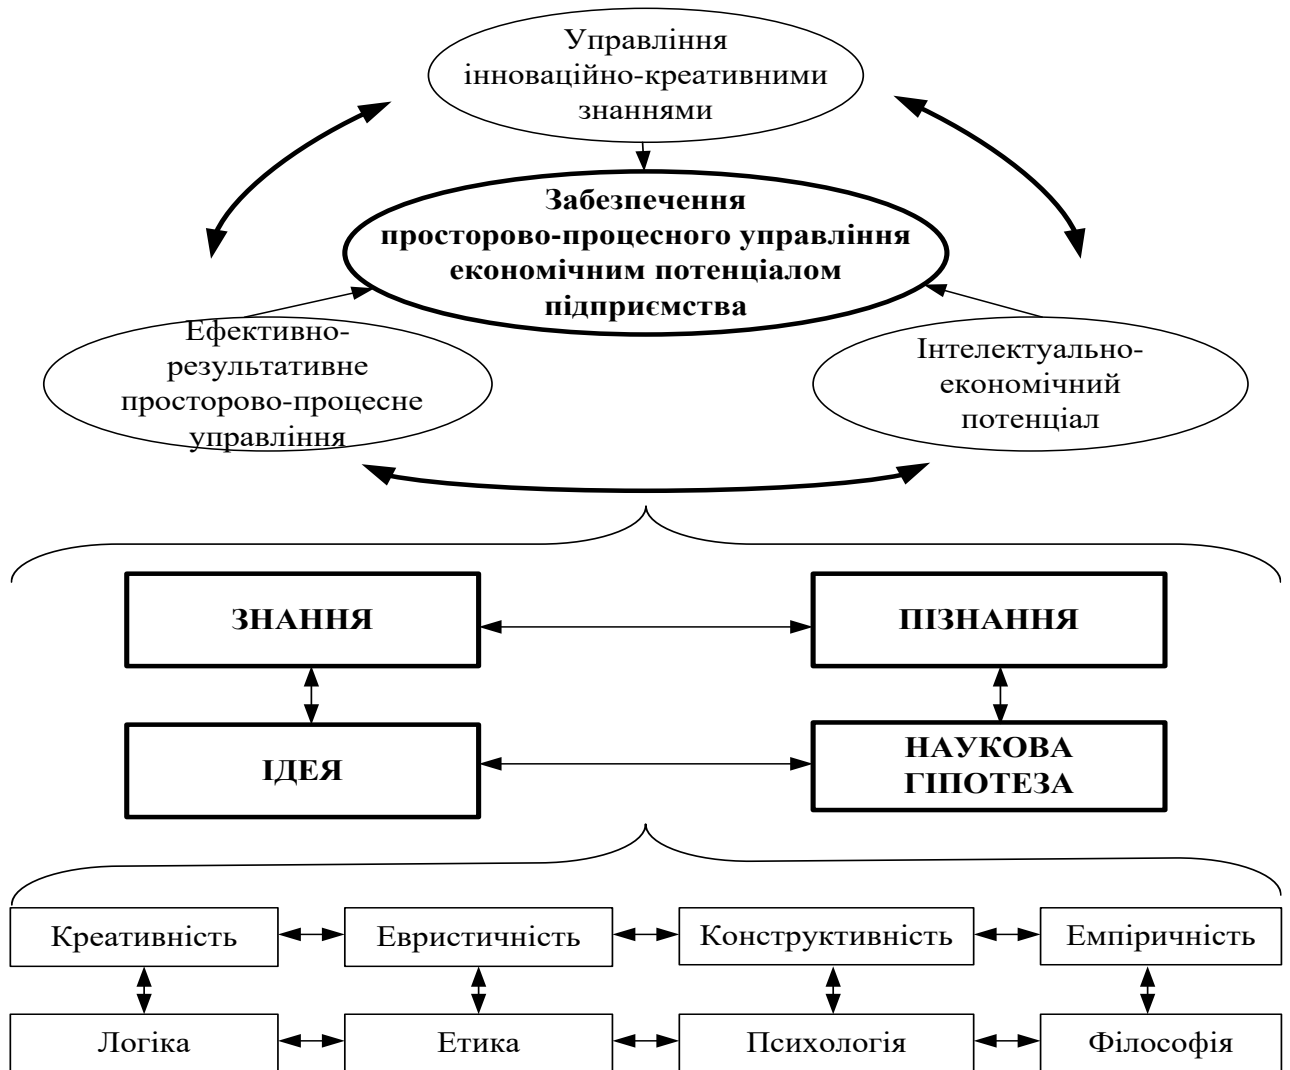 Управління
інноваційно-креативними
знаннями
Забезпечення
просторово-процесного управління
економічним потенціалом
підприємства
Ефективно-
результативне
просторово-процесне
управління
Інтелектуально-
економічний
потенціал
ЗНАННЯ
ПІЗНАННЯ
ІДЕЯ
НАУКОВА
ГІПОТЕЗА
Креативність
Евристичність
Конструктивність
Емпіричність
Логіка
Етика
Психологія
Філософія